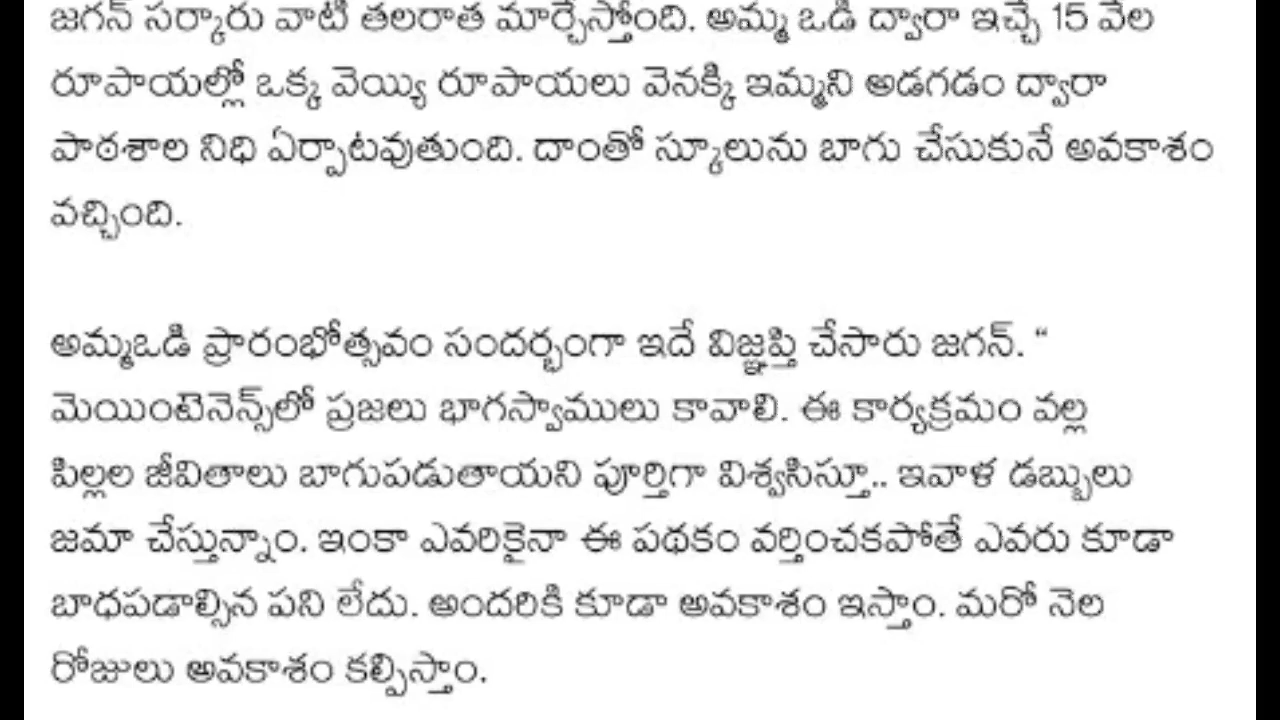 జగన్ సర్కారు వాటి తలరాత మార్చేస్తోంది. అమ్మ ఒడి ద్వారా ఇచ్చే 15 వేల
రూపాయల్లో ఒక్క వెయ్యి రూపాయలు వెనక్కి ఇమ్మని అడగడం ద్వారా
పాఠశాల నిధి ఏర్పాటవుతుంది. దాంతో స్కూలును బాగు చేసుకునే అవకాశం
వచ్చింది.
అమ్మఒడి ప్రారంభోత్సవం సందర్భంగా ఇదే విజ్ఞప్తి చేసారు జగన్. “
మెయింటెనెన్స్‌లో ప్రజలు భాగస్వాములు కావాలి. ఈ కార్యక్రమం వల్ల
పిల్లల జీవితాలు బాగుపడుతాయని పూర్తిగా విశ్వసిస్తూ.. ఇవాళ డబ్బులు
జమా చేస్తున్నాం. ఇంకా ఎవరికైనా ఈ పథకం వర్తించకపోతే ఎవరు కూడా
బాధపడాల్సిన పని లేదు. అందరికి కూడా అవకాశం ఇస్తాం. మరో నెల
రోజులు అవకాశం కల్పిస్తాం.